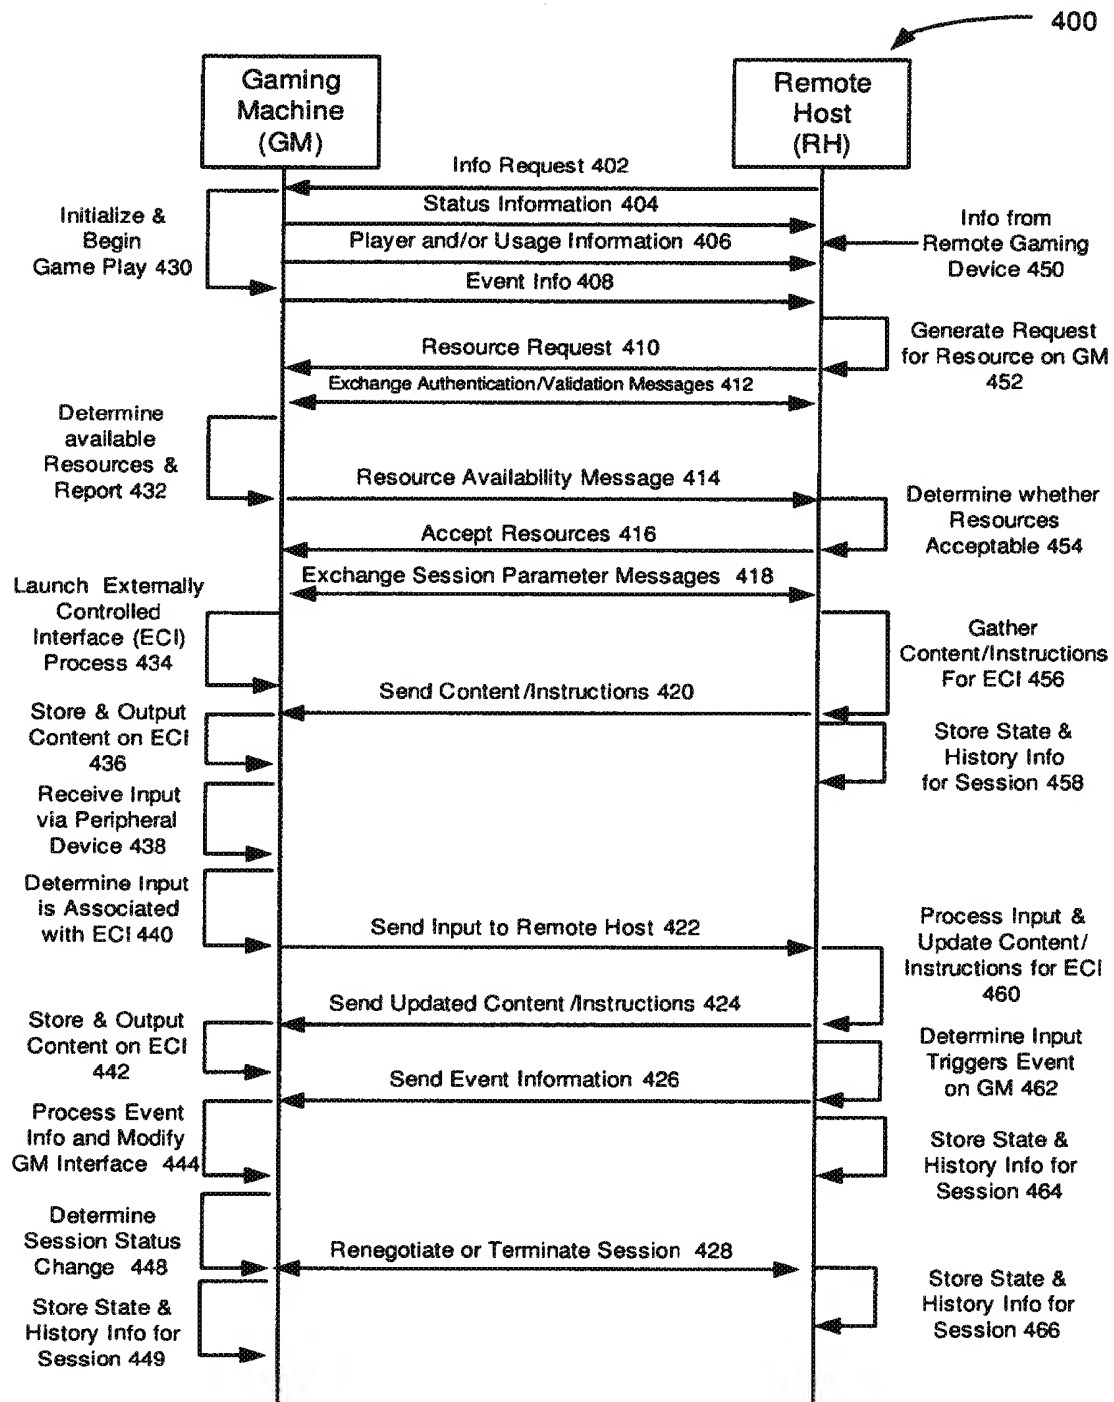 400
Gaming
Machine
(GM)
Remote
Host
(RH)
Info Request 402
Status Information 404
Player and/or Usage Information 406
Event Info 408
Initialize &
Begin
Game Play 430
Info from
Remote Gaming
Device 450
Resource Request 410
Generate Request
for Resource on GM
452
Exchange Authentication/Validation Messages 412
Determine
available
Resources &
Report 432
Resource Availability Message 414
Determine whether
Resources
Acceptable 454
Accept Resources 416
Exchange Session Parameter Messages 418
Launch Externally
Controlled
Interface (ECI)
Process 434
Gather
Content/Instructions
For ECI 456
Send Content/Instructions 420
Store & Output
Content on ECI
436
Store State &
History Info
for Session 458
Receive Input
via Peripheral
Device 438
Determine Input
is Associated
with ECI 440
Send Input to Remote Host 422
Process Input &
Update Content/
Instructions for ECI
460
Send Updated Content/Instructions 424
Store & Output
Content on ECI
442
Determine Input
Triggers Event
on GM 462
Send Event Information 426
Process Event
Info and Modify
GM Interface 444
Store State &
History Info for
Session 464
Determine
Session Status
Change 448
Renegotiate or Terminate Session 428
Store State &
History Info for
Session 449
Store State &
History Info for
Session 466